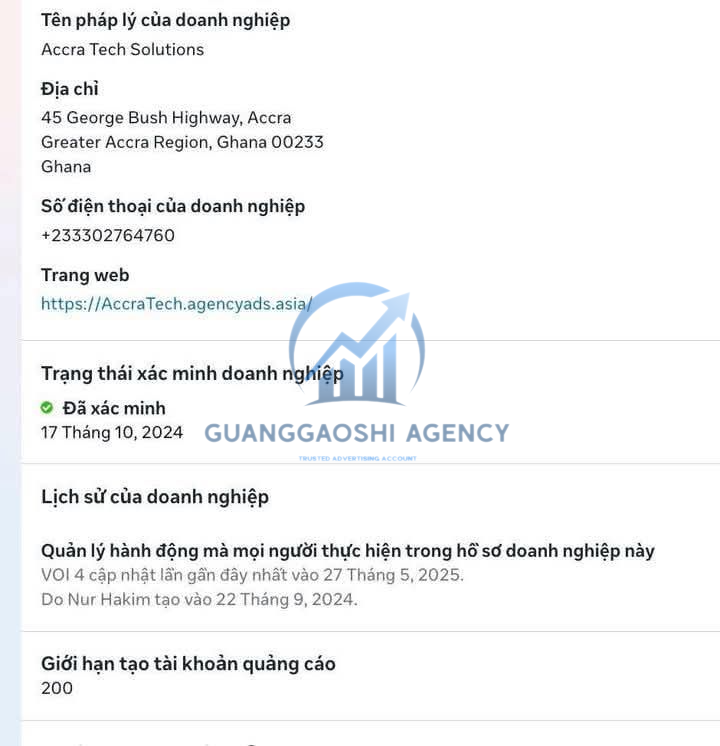 Tên pháp lý của doanh nghiệp
Accra Tech Solutions
Địa chỉ
45 George Bush Highway, Accra
Greater Accra Region, Ghana 00233
Ghana
Số điện thoại của doanh nghiệp
+233302764760
Trang web
https://AccraTech.agencyads.asia/
Trạng thái xác minh doanh nghiệp
Đã xác minh
17 Tháng 10, 2024
GUANGGAOSHI AGENCY
TRUSTED ADVERTISING ACCOUNT
Lịch sử của doanh nghiệp
Quản lý hành động mà mọi người thực hiện trong hồ sơ doanh nghiệp này
VOI 4 cập nhật lần gần đây nhất vào 27 Tháng 5, 2025.
Do Nur Hakim tạo vào 22 Tháng 9, 2024.
Giới hạn tạo tài khoản quảng cáo
200